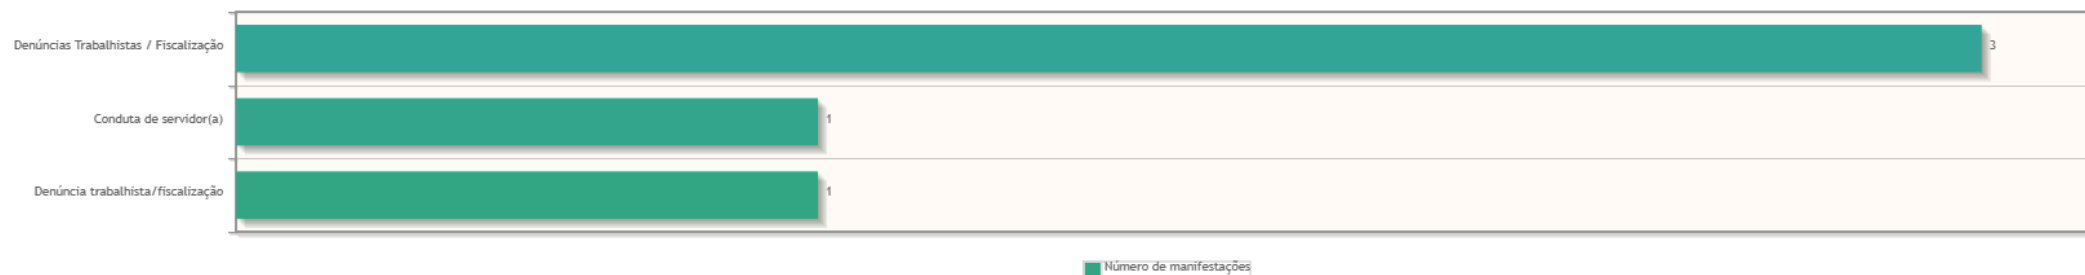 Denúncias Trabalhistas / Fiscalização
3
Conduta de servidor(a)
1
Denúncia trabalhista/fiscalização
1
Número de manifestações